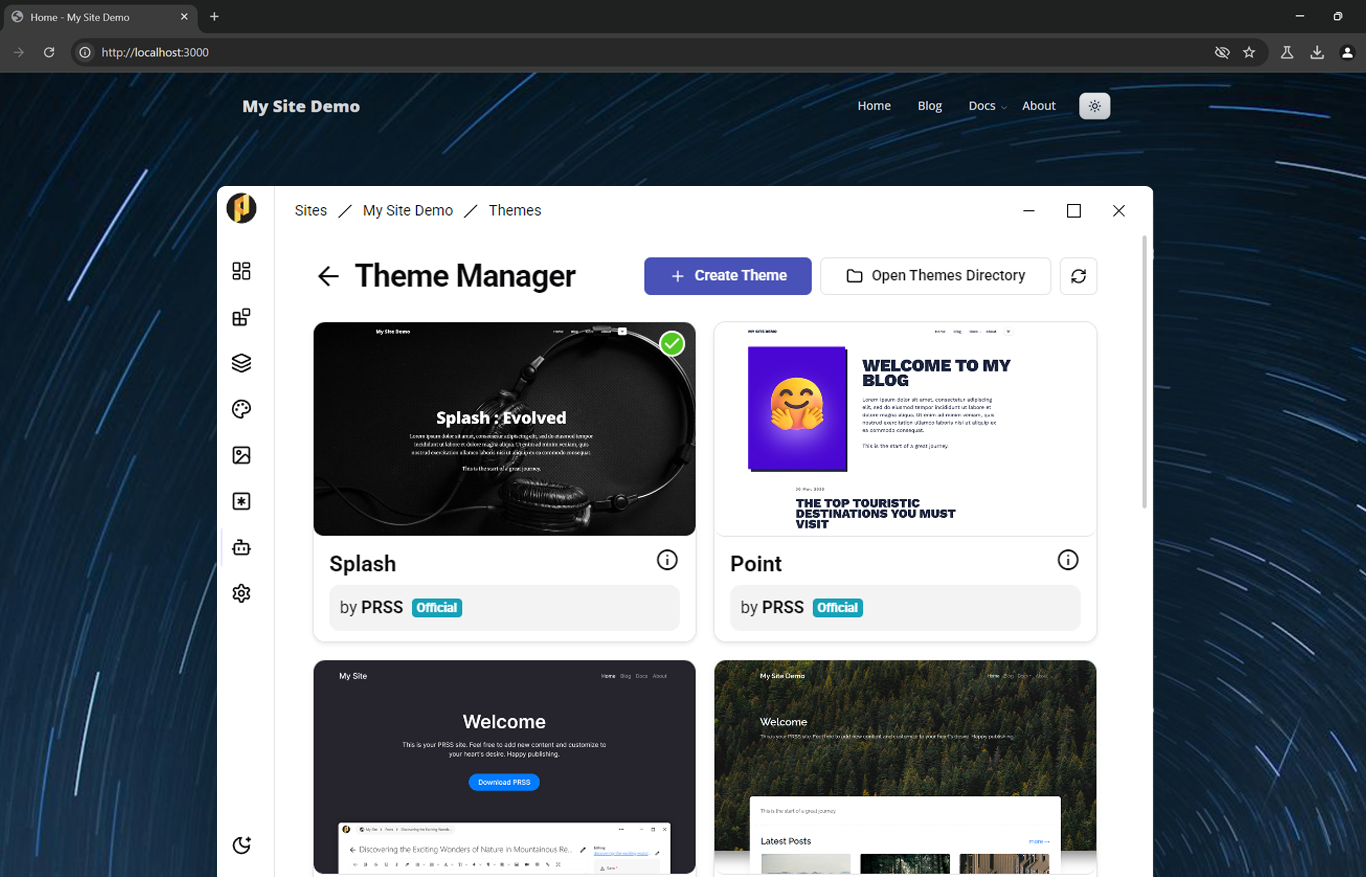 Home - My Site Demo
http://localhost:3000
My Site Demo
Home Blog Docs About
Sites / My Site Demo / Themes
Theme Manager
+ Create Theme
Open Themes Directory
My Site Demo
Home Blog Docs About
Splash : Evolved
Lorem ipsum dolor sit amet, consectetur adipiscing elit, sed do eiusmod tempor
incididunt ut labore et dolore magna aliqua. Ut enim ad minim veniam, quis
nostrud exercitation ullamco laboris nisi ut aliquip ex ea commodo consequat.
This is the start of a great journey.
Splash
by PRSS Official
MY SITE DEMO
Home Blog Docs About
WELCOME TO MY
BLOG
Lorem ipsum dolor sit amet, consectetur adipiscing
elit, sed do eiusmod tempor incididunt ut labore et
dolore magna aliqua. Ut enim ad minim veniam, quis
nostrud exercitation ullamco laboris nisi ut aliquip ex
ea commodo consequat.
This is the start of a great journey.
THE TOP TOURISTIC
DESTINATIONS YOU MUST
VISIT
Point
by PRSS Official
My Site
Home Blog Docs About
Welcome
This is your PRSS site. Feel free to add new content and customize to
your heart's desire. Happy publishing.
Download PRSS
Discovering the Exciting Wonders of Nature in Mountainous Re...
My Site Demo
Home Blog Docs About
Welcome
This is your PRSS site. Feel free to add new content and customize to your heart's desire. Happy publishing.
This is the start of a great journey
Latest Posts
more